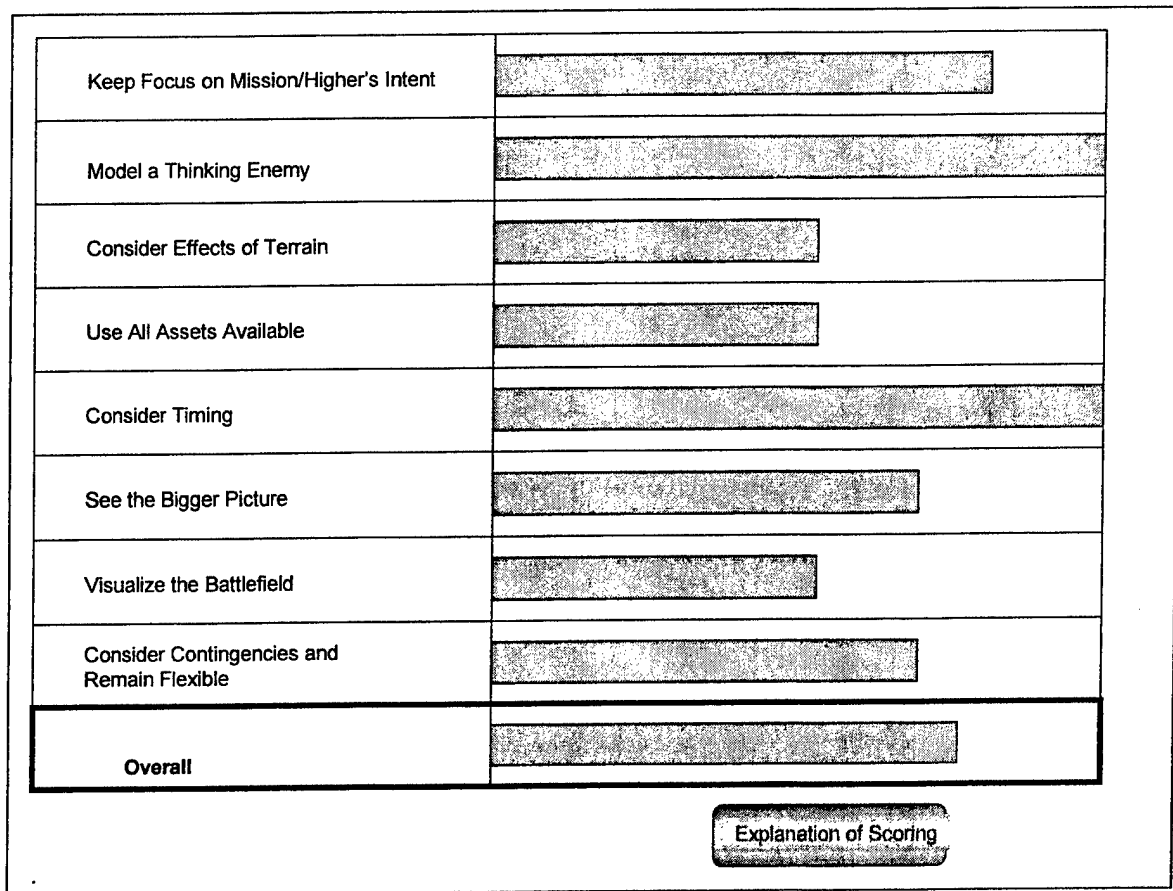 Keep Focus on Mission/Higher's Intent
Model a Thinking Enemy
Consider Effects of Terrain
Use All Assets Available
Consider Timing
See the Bigger Picture
Visualize the Battlefield
Consider Contingencies and
Remain Flexible
Overall
Explanation of Scoring